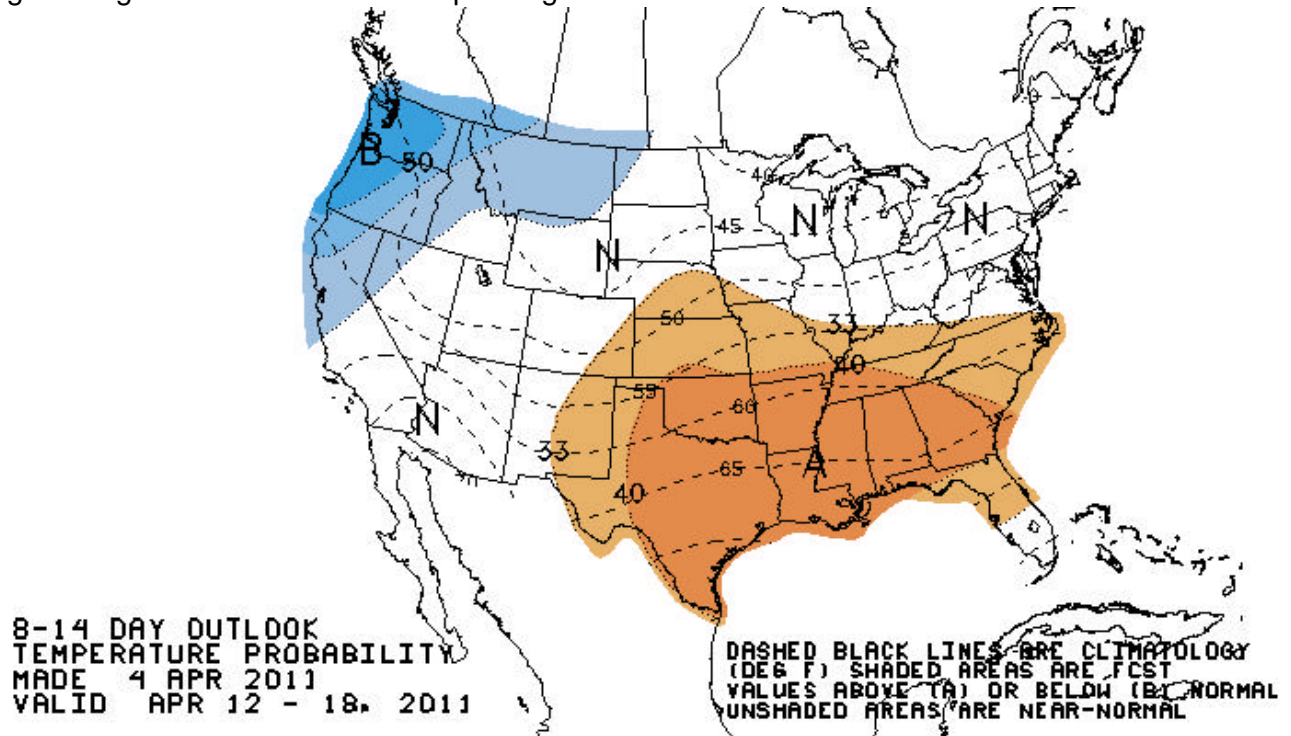 B
50
40
45
N
N
N
50
33
40
55
60
N
33
A
65
40
8-14 DAY OUTLOOK
TEMPERATURE PROBABILITY
MADE 4 APR 2011
VALID APR 12 - 18, 2011
DASHED BLACK LINES ARE CLIMATOLOGY
(DEG F) SHADED AREAS ARE FCST
VALUES ABOVE (A) OR BELOW (B) NORMAL
UNSHADED AREAS ARE NEAR-NORMAL